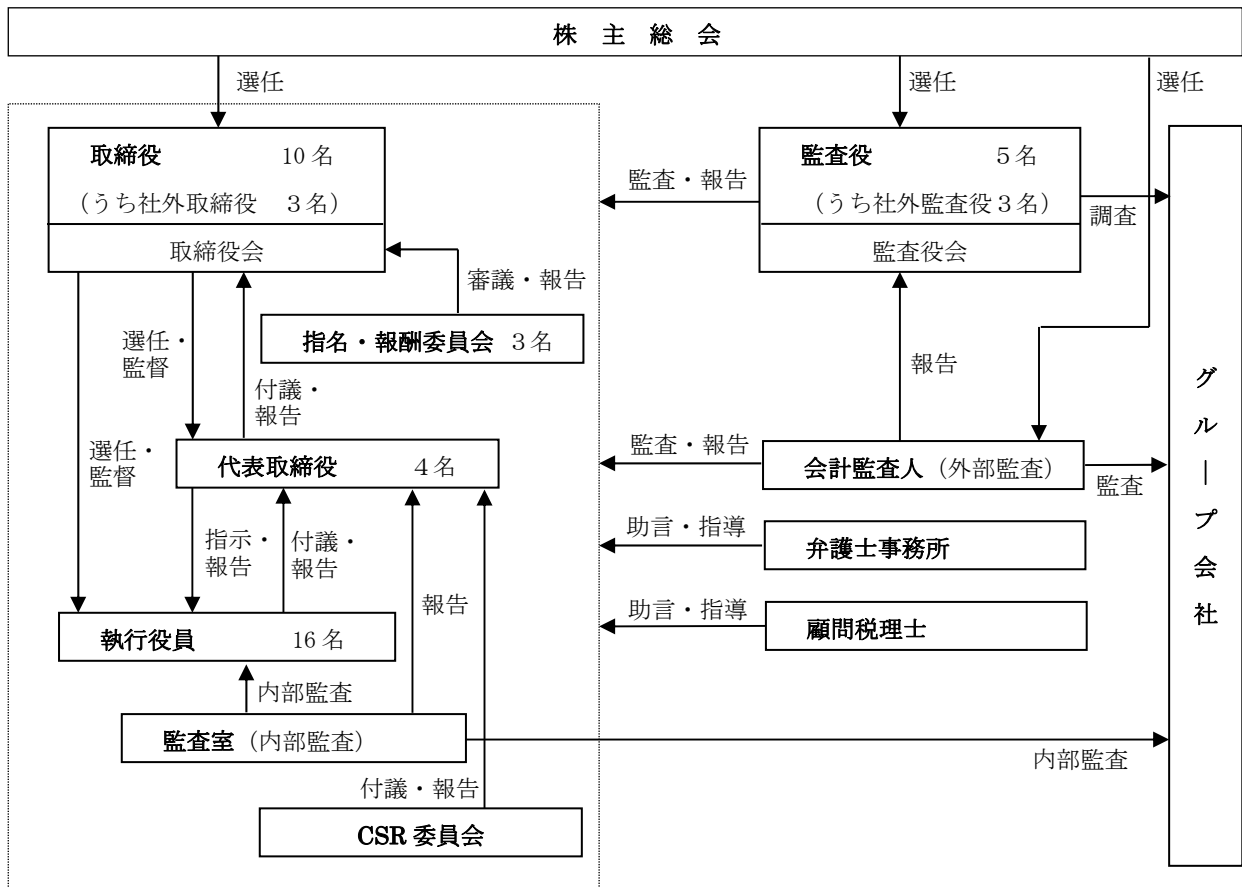 株 主 総 会
選任
選任
選任
取締役 10名
(うち社外取締役 3名)
取締役会
監査・報告
監査役 5名
(うち社外監査役3名)
監査役会
調査
審議・報告
指名・報酬委員会 3名
選任・
監督
付議・
報告
報告
選任・
監督
代表取締役 4名
監査・報告
会計監査人(外部監査)
監査
グループ会社
指示・
報告
付議・
報告
報告
助言・指導
弁護士事務所
執行役員 16名
助言・指導
顧問税理士
内部監査
監査室(内部監査)
内部監査
付議・報告
CSR委員会